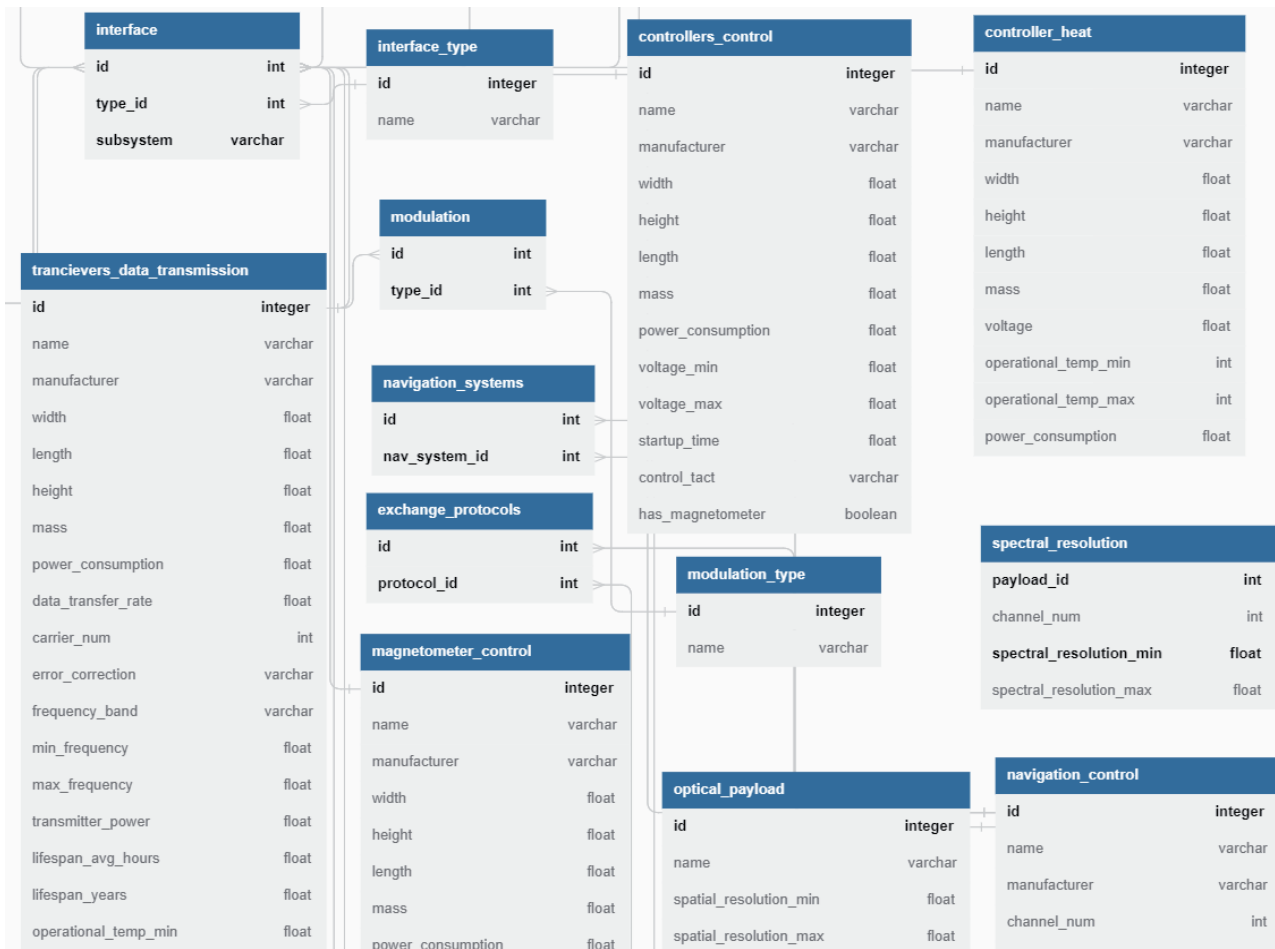 interface
id int
type_id int
subsystem varchar
interface_type
id integer
name varchar
controllers_control
id integer
name varchar
manufacturer varchar
width float
height float
length float
mass float
power_consumption float
voltage_min float
voltage_max float
startup_time float
control_tact varchar
has_magnetometer boolean
controller_heat
id integer
name varchar
manufacturer varchar
width float
height float
length float
mass float
voltage float
operational_temp_min int
operational_temp_max int
power_consumption float
modulation
id int
type_id int
trancievers_data_transmission
id integer
name varchar
manufacturer varchar
width float
length float
height float
mass float
power_consumption float
data_transfer_rate float
carrier_num int
error_correction varchar
frequency_band varchar
min_frequency float
max_frequency float
transmitter_power float
lifespan_avg_hours float
lifespan_years float
operational_temp_min float
navigation_systems
id int
nav_system_id int
exchange_protocols
id int
protocol_id int
modulation_type
id integer
name varchar
spectral_resolution
payload_id int
channel_num int
spectral_resolution_min float
spectral_resolution_max float
magnetometer_control
id integer
name varchar
manufacturer varchar
width float
height float
length float
mass float
power_consumption float
optical_payload
id integer
name varchar
spatial_resolution_min float
spatial_resolution_max float
navigation_control
id integer
name varchar
manufacturer varchar
channel_num int